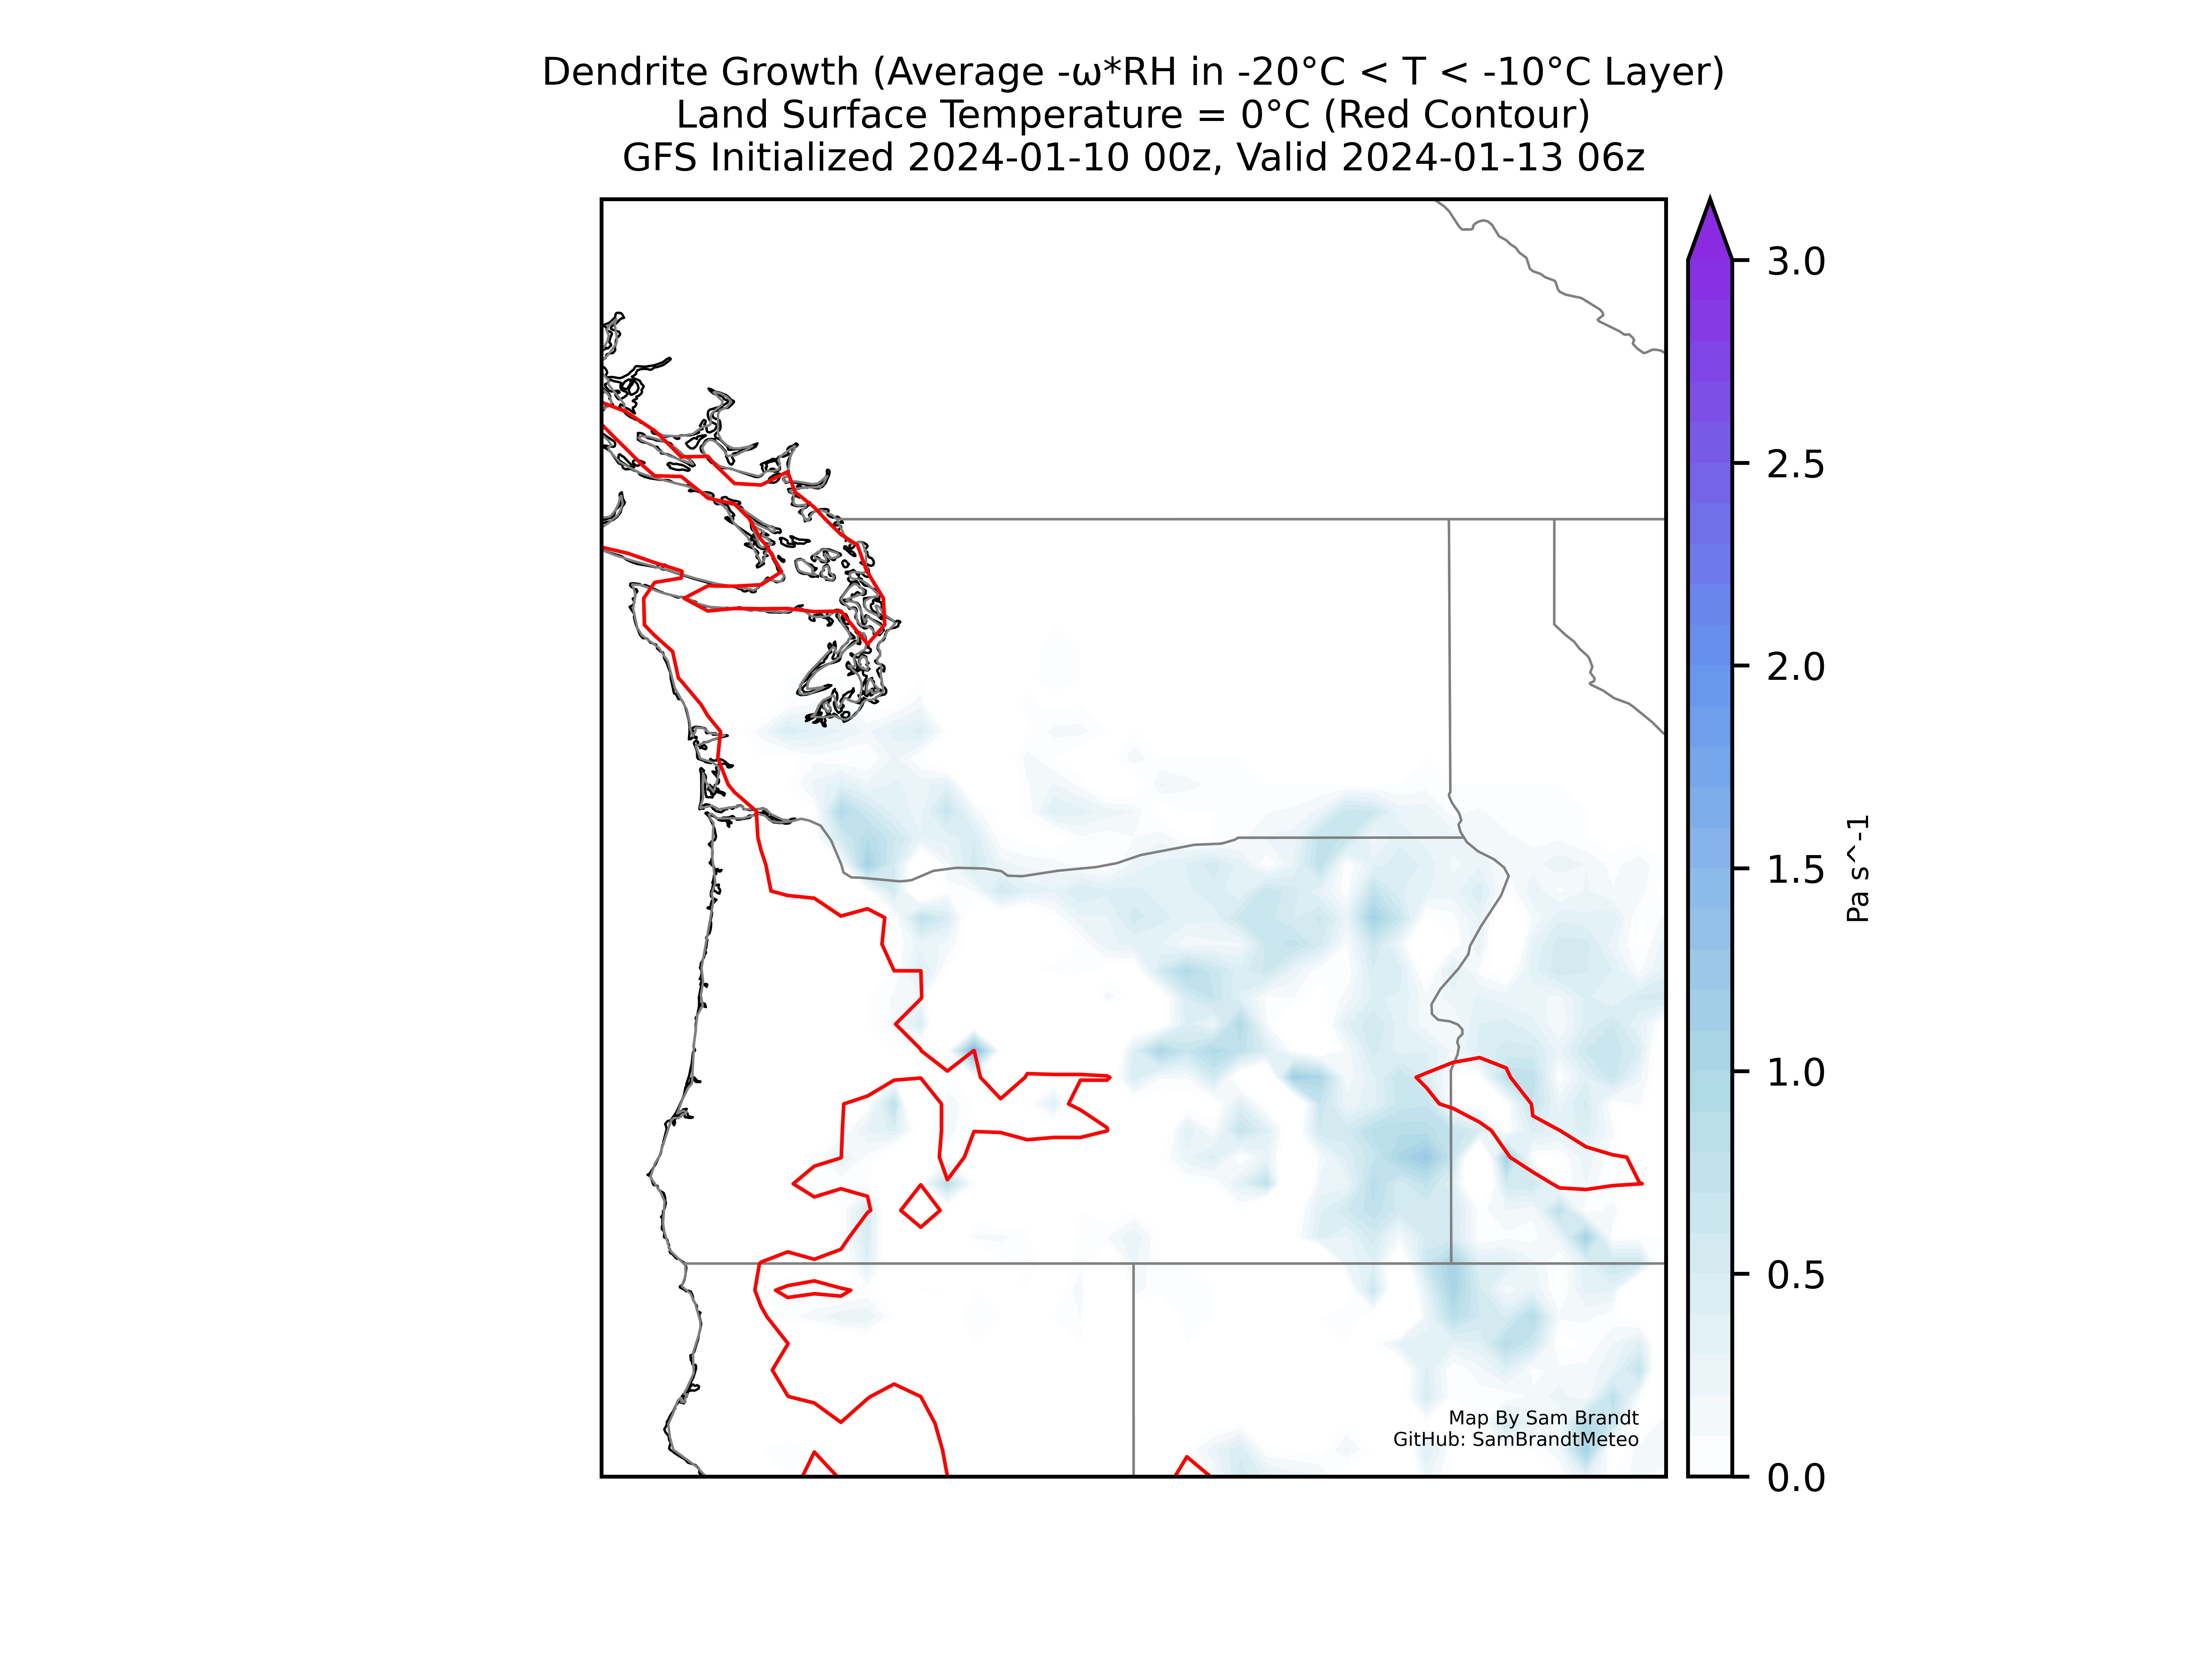 Dendrite Growth (Average -ω*RH in -20°C < T < -10°C Layer)
Land Surface Temperature = 0°C (Red Contour)
GFS Initialized 2024-01-10 00z, Valid 2024-01-13 06z
3.0
2.5
2.0
1.5
1.0
0.5
0.0
Pa s^-1
Map By Sam Brandt
GitHub: SamBrandtMeteo